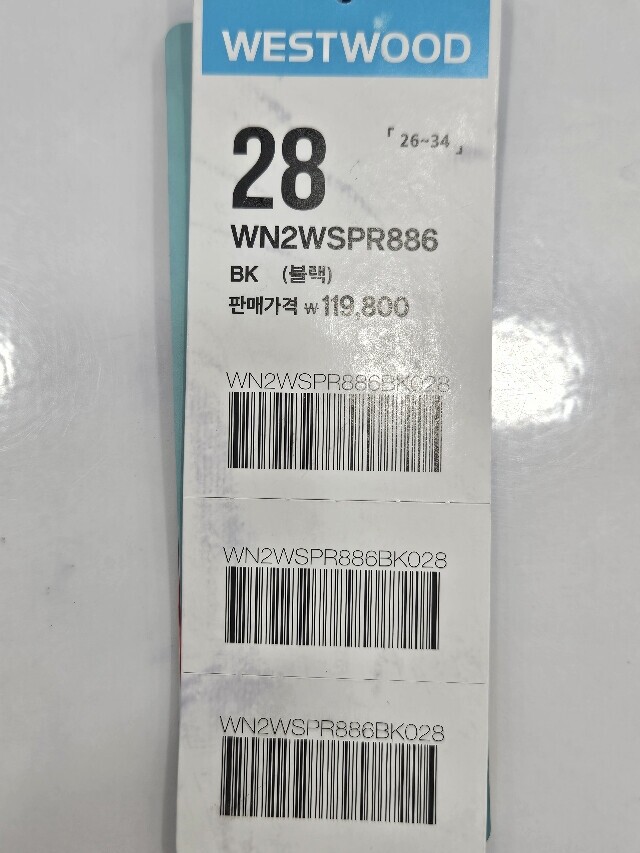 WESTWOOD
28 「26~34」
WN2WSPR886
BK (블랙)
판매가격 ₩119,800
WN2WSPR886BK028
WN2WSPR886BK028
WN2WSPR886BK028